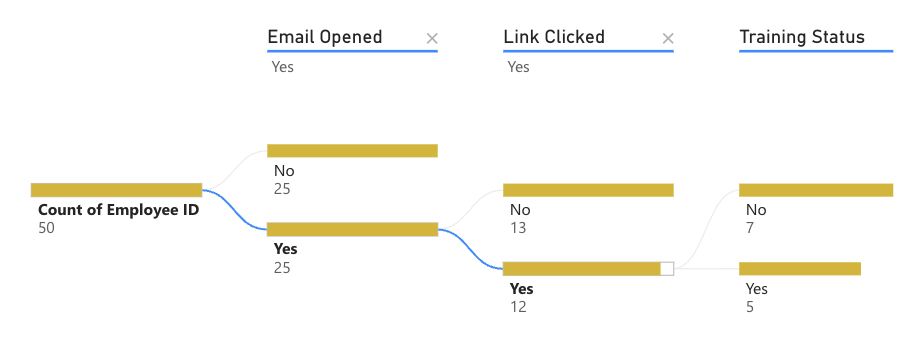 Email Opened
Link Clicked
Training Status
Yes
Yes
No
25
Count of Employee ID
50
Yes
25
No
13
Yes
12
No
7
Yes
5